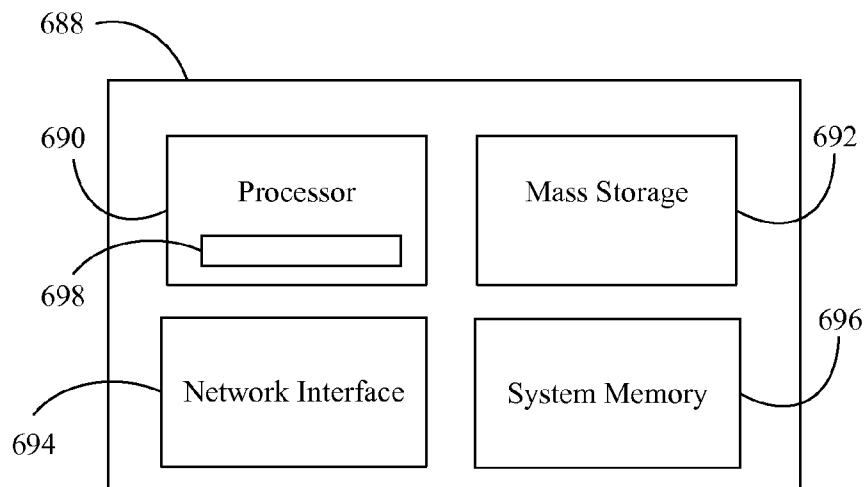 688
690
692
Processor
Mass Storage
698
696
Network Interface
System Memory
694